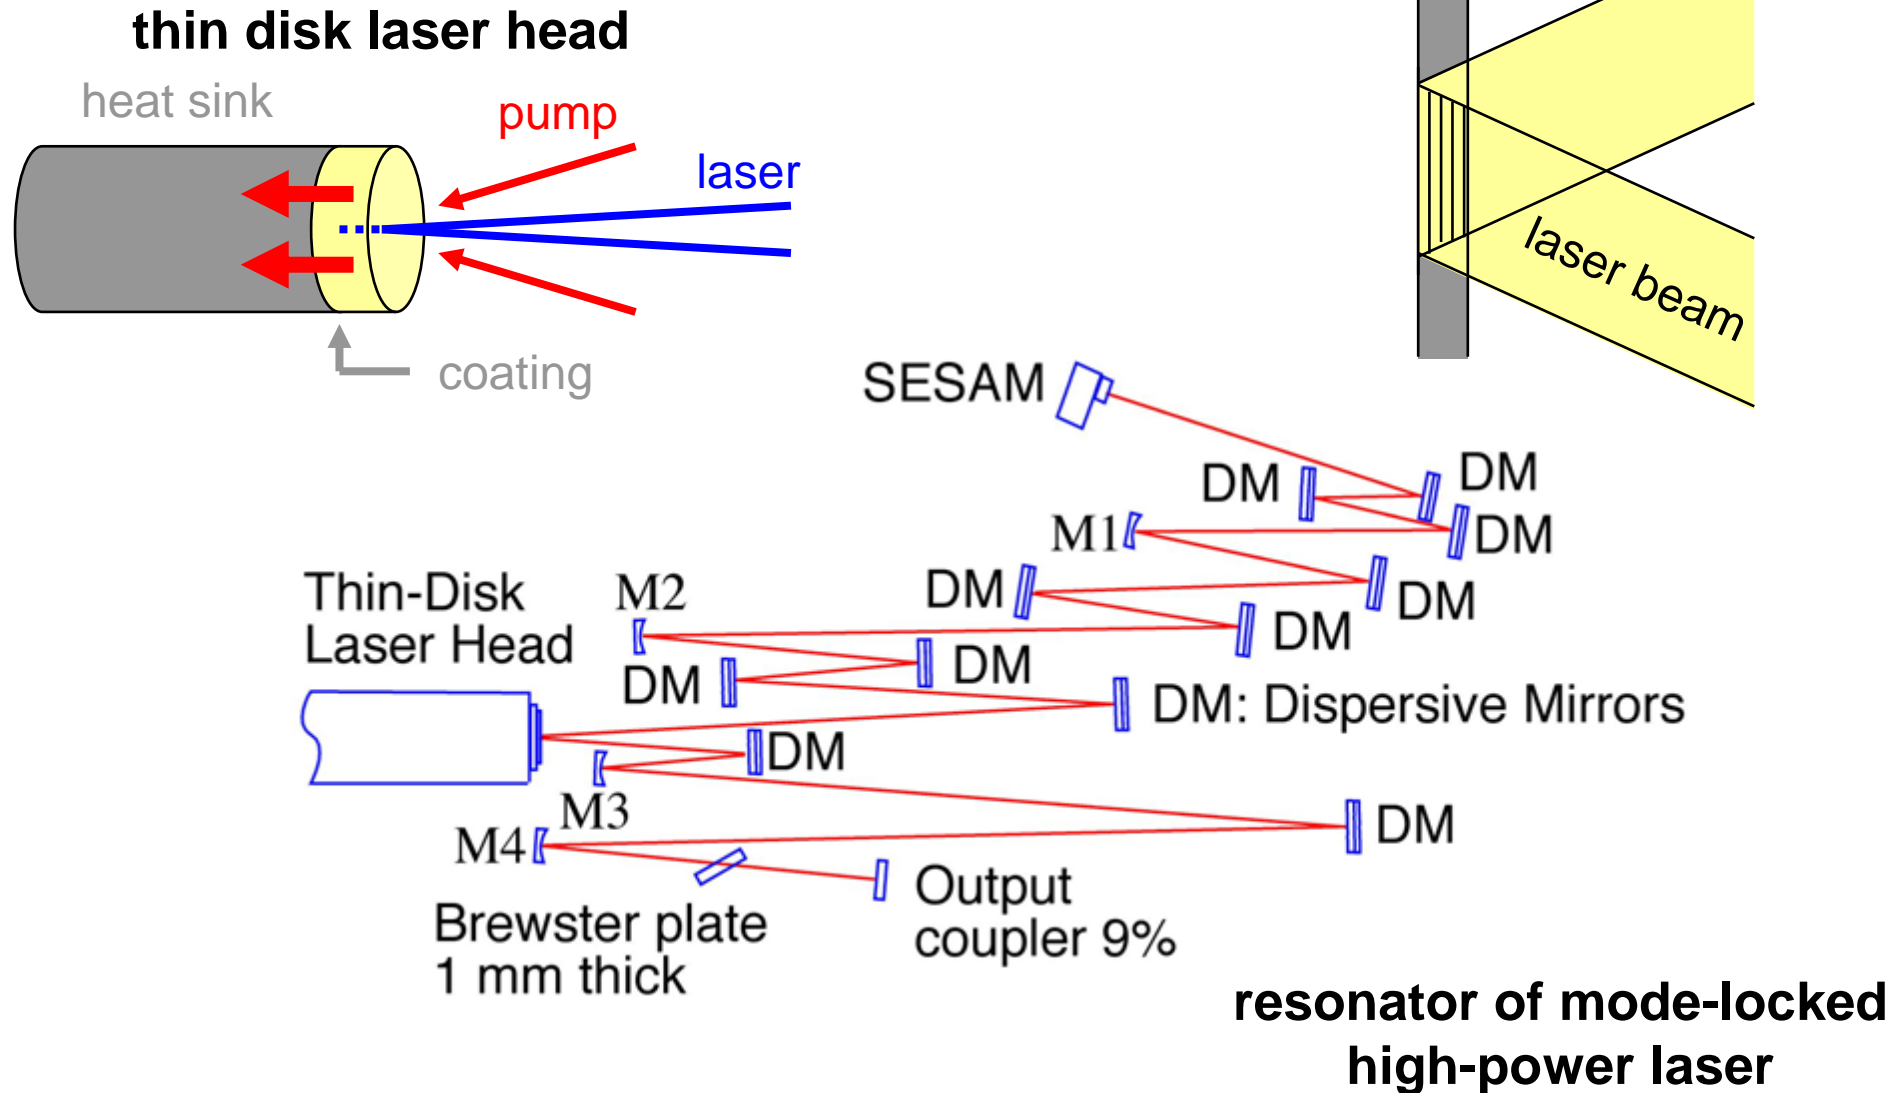 thin disk laser head
heat sink
pump
laser
coating
laser beam
SESAM
DM
DM
M1
DM
DM
DM
Thin-Disk
Laser Head
M2
DM
DM
DM
DM: Dispersive Mirrors
DM
M3
DM
M4
Brewster plate
1 mm thick
Output
coupler 9%
resonator of mode-locked
high-power laser